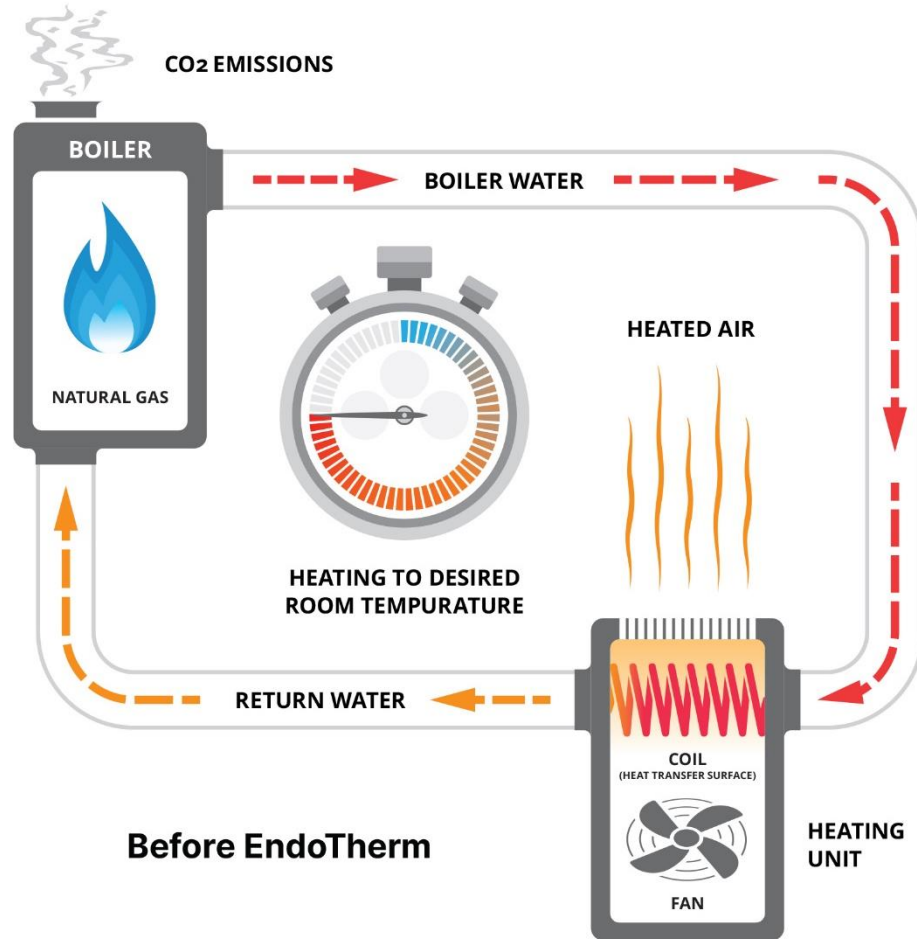 CO2 EMISSIONS
BOILER
BOILER WATER
NATURAL GAS
HEATED AIR
HEATING TO DESIRED
ROOM TEMPURATURE
RETURN WATER
COIL
(HEAT TRANSFER SURFACE)
FAN
HEATING
UNIT
Before EndoTherm